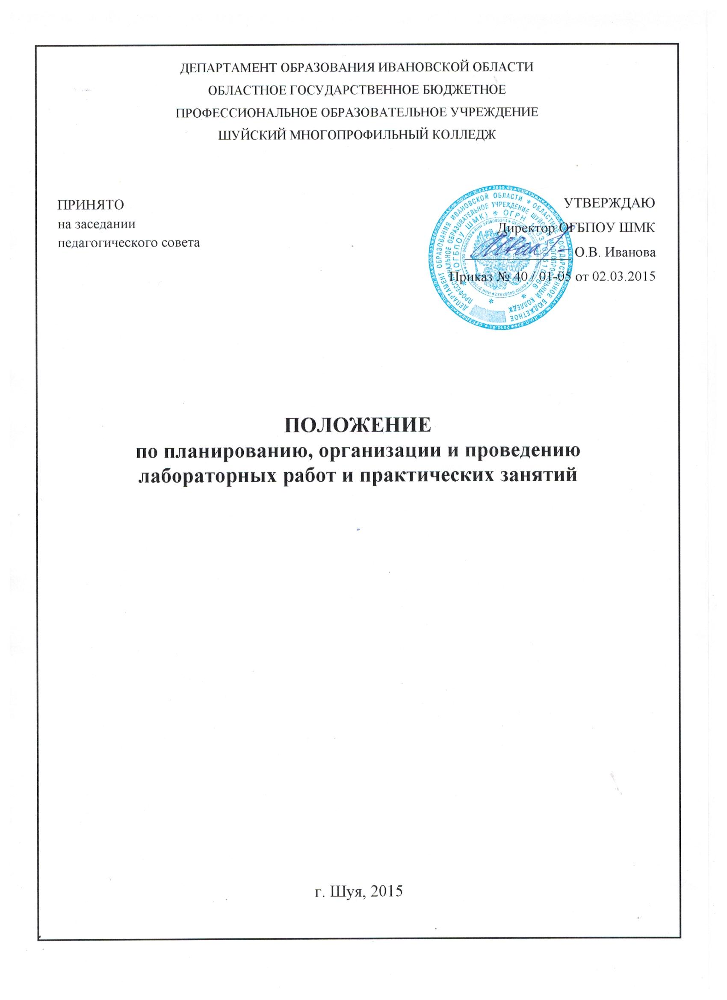 ДЕПАРТАМЕНТ ОБРАЗОВАНИЯ ИВАНОВСКОЙ ОБЛАСТИ
ОБЛАСТНОЕ ГОСУДАРСТВЕННОЕ БЮДЖЕТНОЕ
ПРОФЕССИОНАЛЬНОЕ ОБРАЗОВАТЕЛЬНОЕ УЧРЕЖДЕНИЕ
ШУЙСКИЙ МНОГОПРОФИЛЬНЫЙ КОЛЛЕДЖ
ПРИНЯТО
на заседании
педагогического совета
УТВЕРЖДАЮ
Директор ОГБПОУ ШМК
О.В. Иванова
Приказ № 40 / 01-05 от 02.03.2015
ДЕПАРТАМЕНТ ОБРАЗОВАНИЯ ИВАНОВСКОЙ ОБЛАСТИ * ОБЛАСТНОЕ ГОСУДАРСТВЕННОЕ БЮДЖЕТНОЕ
ПРОФЕССИОНАЛЬНОЕ ОБРАЗОВАТЕЛЬНОЕ УЧРЕЖДЕНИЕ ШУЙСКИЙ МНОГОПРОФИЛЬНЫЙ КОЛЛЕДЖ
* (ОГБПОУ ШМК) * ОГРН
ПОЛОЖЕНИЕ
по планированию, организации и проведению
лабораторных работ и практических занятий
г. Шуя, 2015